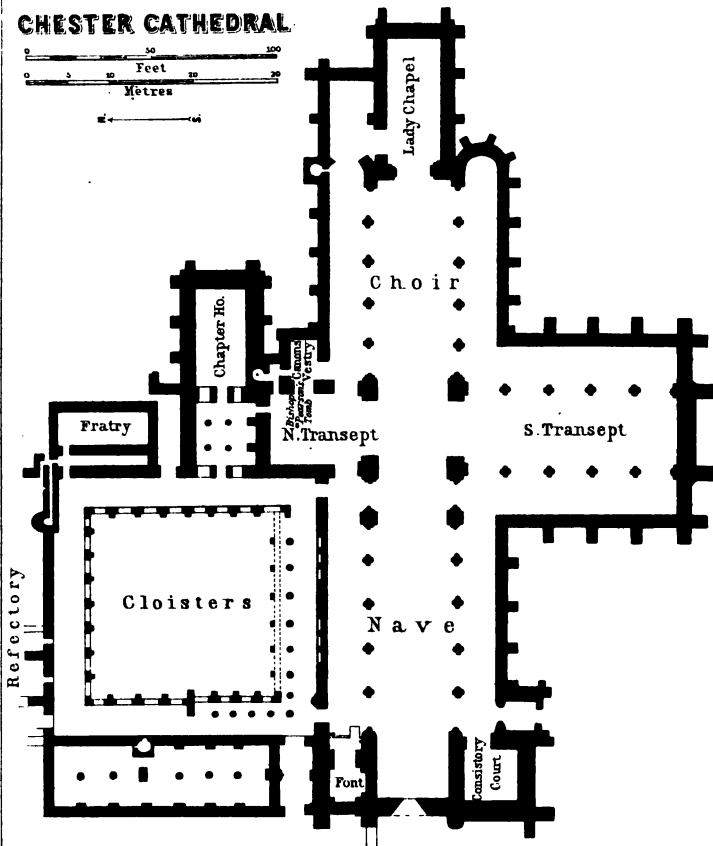 CHESTER CATHEDRAL
0 50 100
Feet
0 5 10 20 30
Metres
N. S.
Lady Chapel
Choir
Chapter Ho.
Canons
Vestry
Bishop
Pearson's
Tomb
N. Transept
S. Transept
Fratry
Cloisters
Refectory
Nave
Font
Consistory
Court